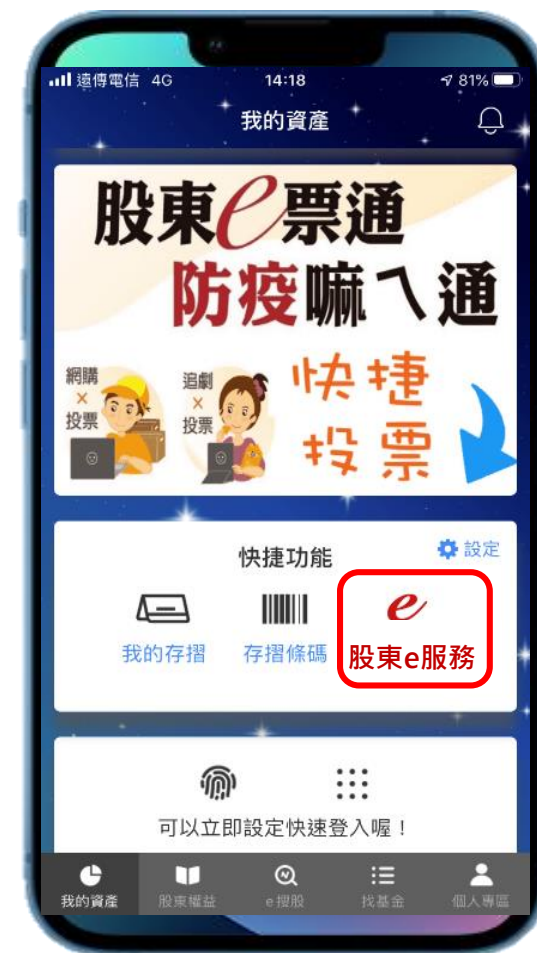 遠傳電信 4G 14:18 81%
我的資產
股東e票通
防疫嘛ㄟ通
網購
×
投票
追劇
×
投票
快捷
投票
快捷功能
設定
我的存摺 存摺條碼 股東e服務
可以立即設定快速登入喔！
我的資產 股東權益 e搜股 找基金 個人專區